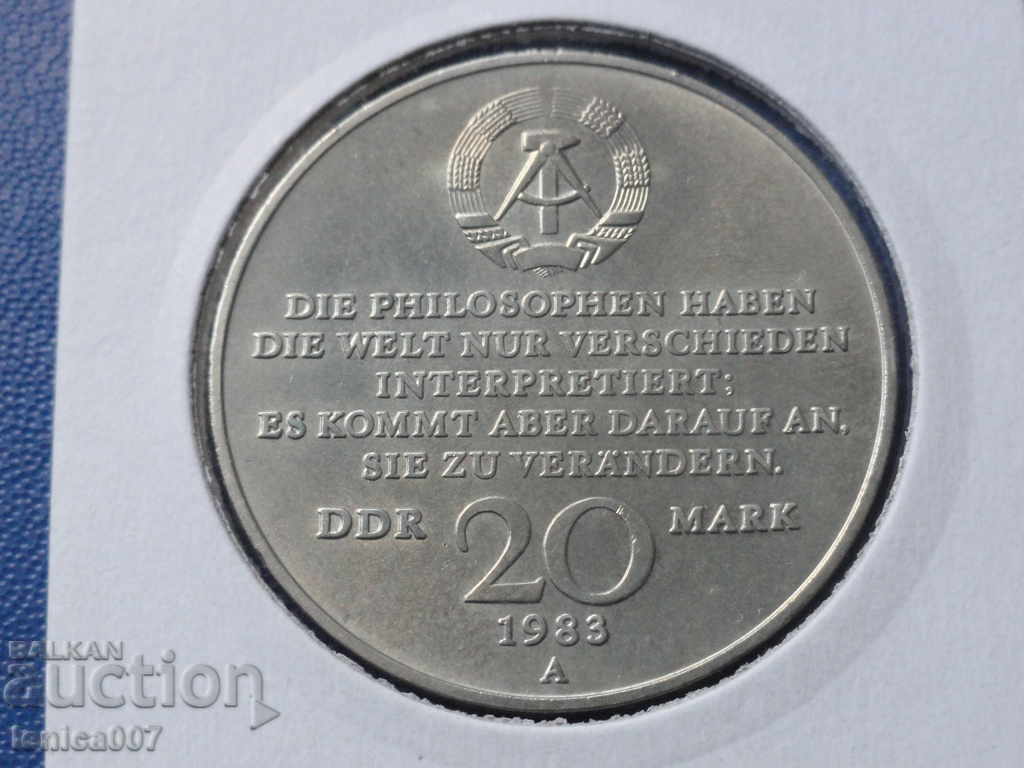 DIE PHILOSOPHEN HABEN
DIE WELT NUR VERSCHIEDEN
INTERPRETIERT;
ES KOMMT ABER DARAUF AN,
SIE ZU VERÄNDERN.
DDR 20 MARK
1983
A
BALKAN
auction
lenica007